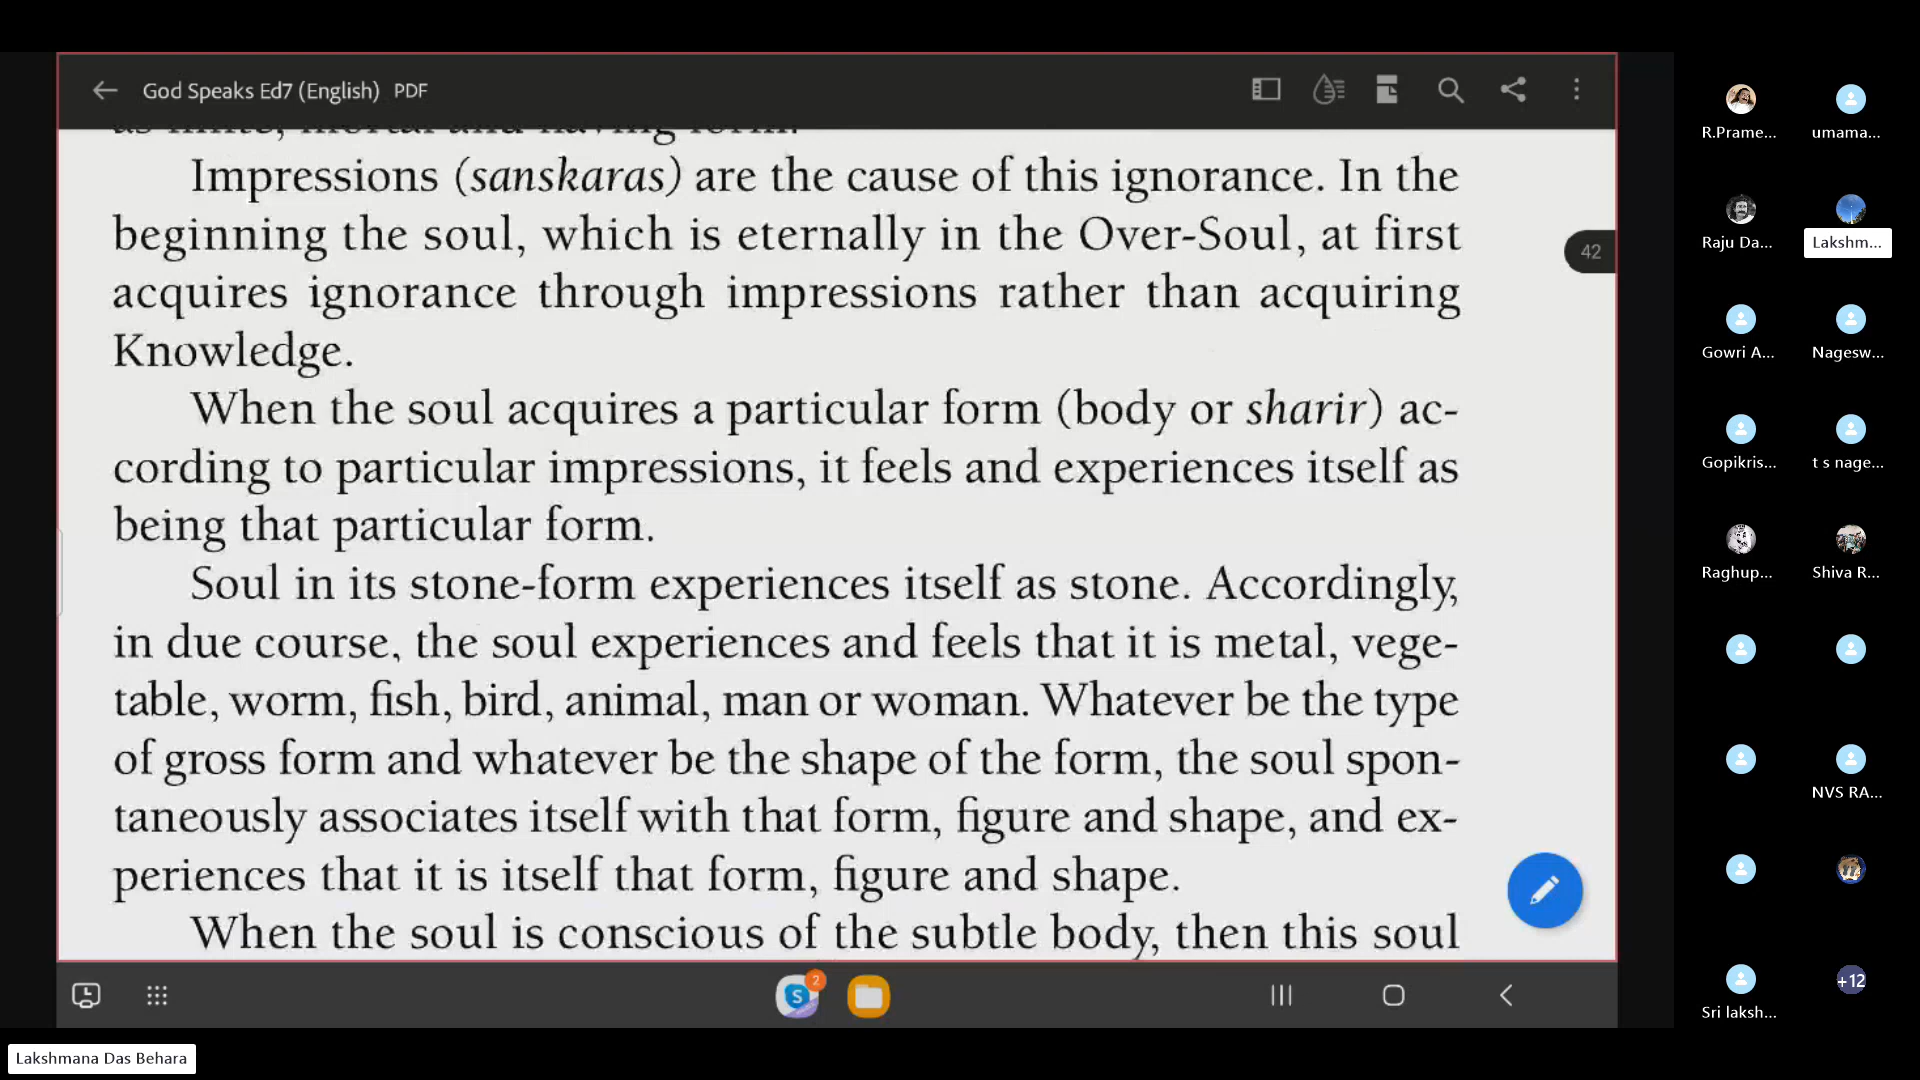 God Speaks Ed7 (English) PDF
as finite, mortal and having form.
Impressions (sanskaras) are the cause of this ignorance. In the
beginning the soul, which is eternally in the Over-Soul, at first
acquires ignorance through impressions rather than acquiring
Knowledge.
When the soul acquires a particular form (body or sharir) ac-
cording to particular impressions, it feels and experiences itself as
being that particular form.
Soul in its stone-form experiences itself as stone. Accordingly,
in due course, the soul experiences and feels that it is metal, vege-
table, worm, fish, bird, animal, man or woman. Whatever be the type
of gross form and whatever be the shape of the form, the soul spon-
taneously associates itself with that form, figure and shape, and ex-
periences that it is itself that form, figure and shape.
When the soul is conscious of the subtle body, then this soul
42
S
2
R.Prame...
umama...
Raju Da...
Lakshm...
Gowri A...
Nagesw...
Gopikris...
t s nage...
Raghup...
Shiva R...
NVS RA...
Sri laksh...
+12
Lakshmana Das Behara